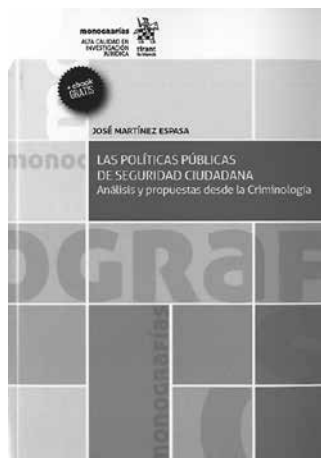 monografías
ALTA CALIDAD EN
INVESTIGACIÓN
JURÍDICA
tirant
lo blanch
+ ebook
GRATIS
JOSÉ MARTÍNEZ ESPASA
monog
LAS POLÍTICAS PÚBLICAS
DE SEGURIDAD CIUDADANA
Análisis y propuestas desde la Criminología
OGRaF
monografías